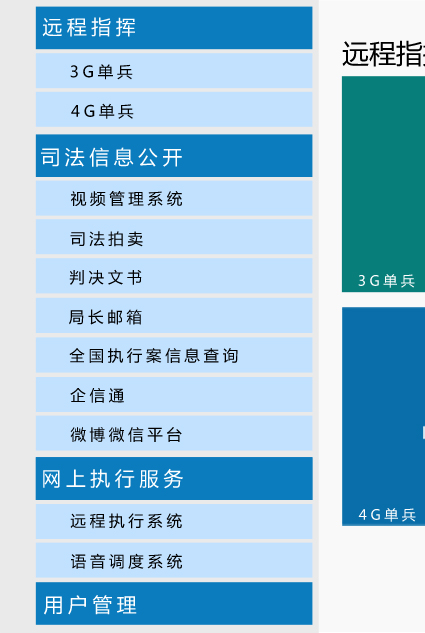 远程指挥
3G单兵
4G单兵
司法信息公开
视频管理系统
司法拍卖
判决文书
局长邮箱
全国执行案信息查询
企信通
微博微信平台
网上执行服务
远程执行系统
语音调度系统
用户管理
远程指
3G单兵
4G单兵